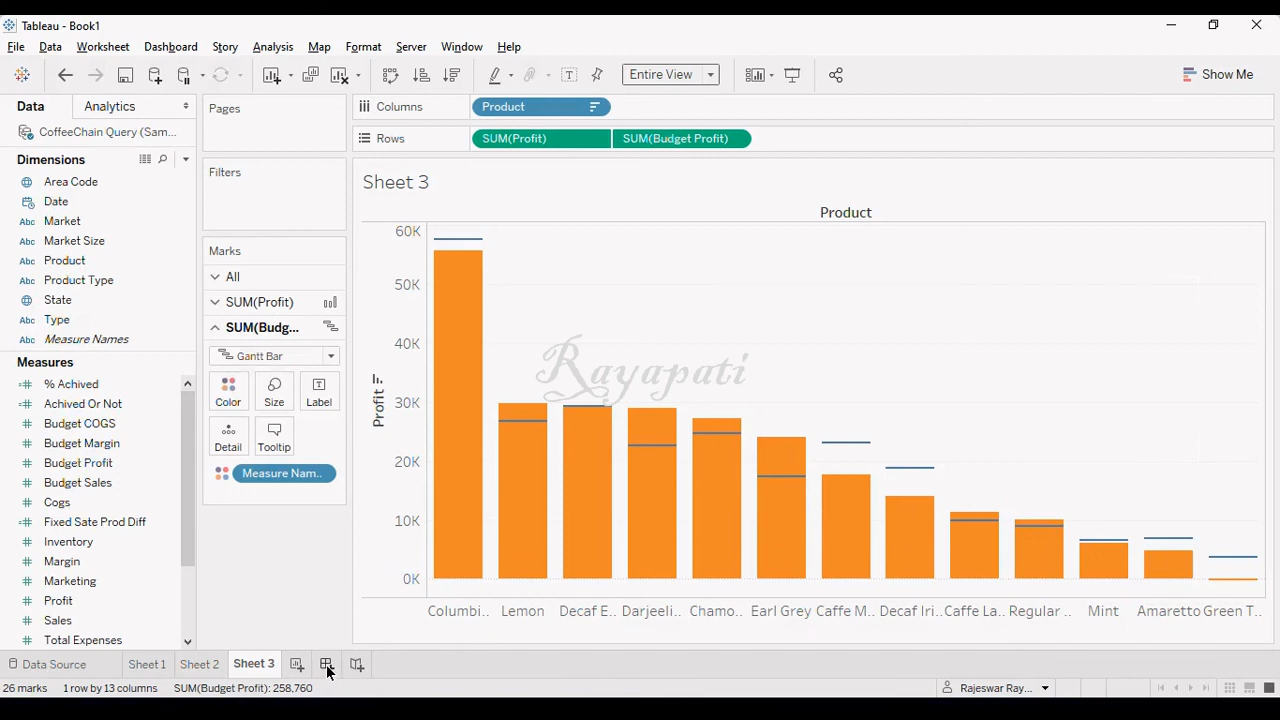 Tableau - Book1
File Data Worksheet Dashboard Story Analysis Map Format Server Window Help
Entire View
Show Me
Data Analytics
CoffeeChain Query (Sam...
Dimensions
Area Code
Date
Abc Market
Abc Market Size
Abc Product
Abc Product Type
State
Abc Type
Abc Measure Names
Measures
% Achived
Achived Or Not
Budget COGS
Budget Margin
Budget Profit
Budget Sales
Cogs
Fixed Sate Prod Diff
Inventory
Margin
Marketing
Profit
Sales
Total Expenses
Pages
Filters
Marks
All
SUM(Profit)
SUM(Budg...
Gantt Bar
Color Size Label
Detail Tooltip
Measure Nam..
Columns Product
Rows SUM(Profit) SUM(Budget Profit)
Sheet 3
Product
60K
50K
40K
30K
20K
10K
0K
Profit
Rayapati
Columbi.. Lemon Decaf E.. Darjeeli.. Chamo.. Earl Grey Caffe M.. Decaf Iri.. Caffe La.. Regular .. Mint Amaretto Green T..
Data Source Sheet 1 Sheet 2 Sheet 3
26 marks 1 row by 13 columns SUM(Budget Profit): 258,760
Rajeswar Ray...